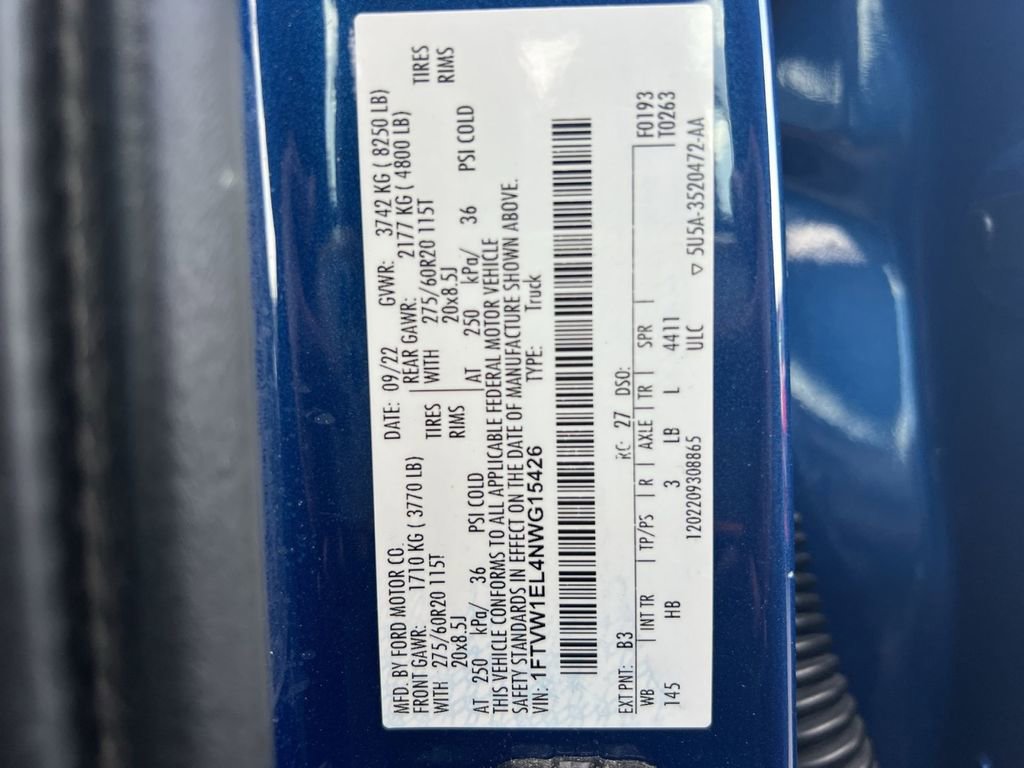 MFD. BY FORD MOTOR CO. DATE: 09/22 GVWR: 3742 KG ( 8250 LB)
FRONT GAWR: 1710 KG ( 3770 LB) REAR GAWR: 2177 KG ( 4800 LB)
WITH 275/60R20 115T TIRES WITH 275/60R20 115T TIRES
20x8.5J RIMS 20x8.5J RIMS
AT 250 kPa/ 36 PSI COLD AT 250 kPa/ 36 PSI COLD
THIS VEHICLE CONFORMS TO ALL APPLICABLE FEDERAL MOTOR VEHICLE
SAFETY STANDARDS IN EFFECT ON THE DATE OF MANUFACTURE SHOWN ABOVE.
VIN: 1FTVW1EL4NWG15426 TYPE: Truck
EXT PNT: B3 RC: 27 DSO:
WB INT TR TP/PS R AXLE TR SPR F0193
145 HB 3 LB L 4411 T0263
1202209308865 ULC
▽ 5U5A-3520472-AA